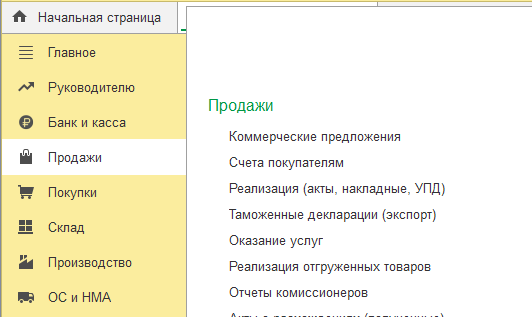 Начальная страница
Главное
Руководителю
Банк и касса
Продажи
Покупки
Склад
Производство
ОС и НМА
Продажи
Коммерческие предложения
Счета покупателям
Реализация (акты, накладные, УПД)
Таможенные декларации (экспорт)
Оказание услуг
Реализация отгруженных товаров
Отчеты комиссионеров